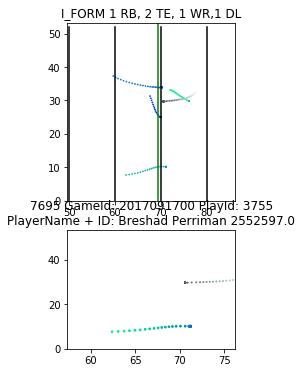 I_FORM 1 RB, 2 TE, 1 WR,1 DL
50
40
30
20
10
0
50 60 70 80
7695 GameId: 2017091700 PlayId: 3755
PlayerName + ID: Breshad Perriman 2552597.0
40
20
0
60 65 70 75